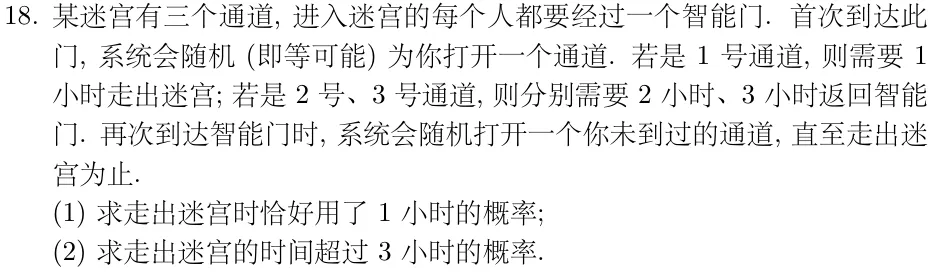 18. 某迷宫有三个通道, 进入迷宫的每个人都要经过一个智能门. 首次到达此
门, 系统会随机 (即等可能) 为你打开一个通道. 若是 1 号通道, 则需要 1
小时走出迷宫; 若是 2 号、3 号通道, 则分别需要 2 小时、3 小时返回智能
门. 再次到达智能门时, 系统会随机打开一个你未到过的通道, 直至走出迷
宫为止.
(1) 求走出迷宫时恰好用了 1 小时的概率;
(2) 求走出迷宫的时间超过 3 小时的概率.